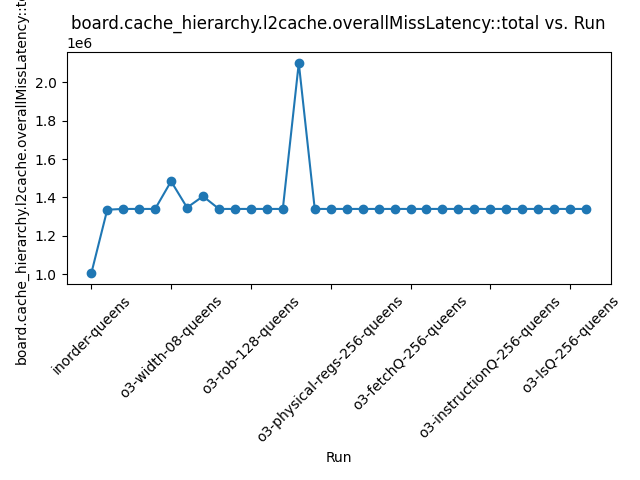 board.cache_hierarchy.l2cache.overallMissLatency::total vs. Run
1e6
2.0
1.8
1.6
1.4
1.2
1.0
board.cache_hierarchy.l2cache.overallMissLatency::to
inorder-queens
o3-width-08-queens
o3-rob-128-queens
o3-physical-regs-256-queens
o3-fetchQ-256-queens
o3-instructionQ-256-queens
o3-lsQ-256-queens
Run